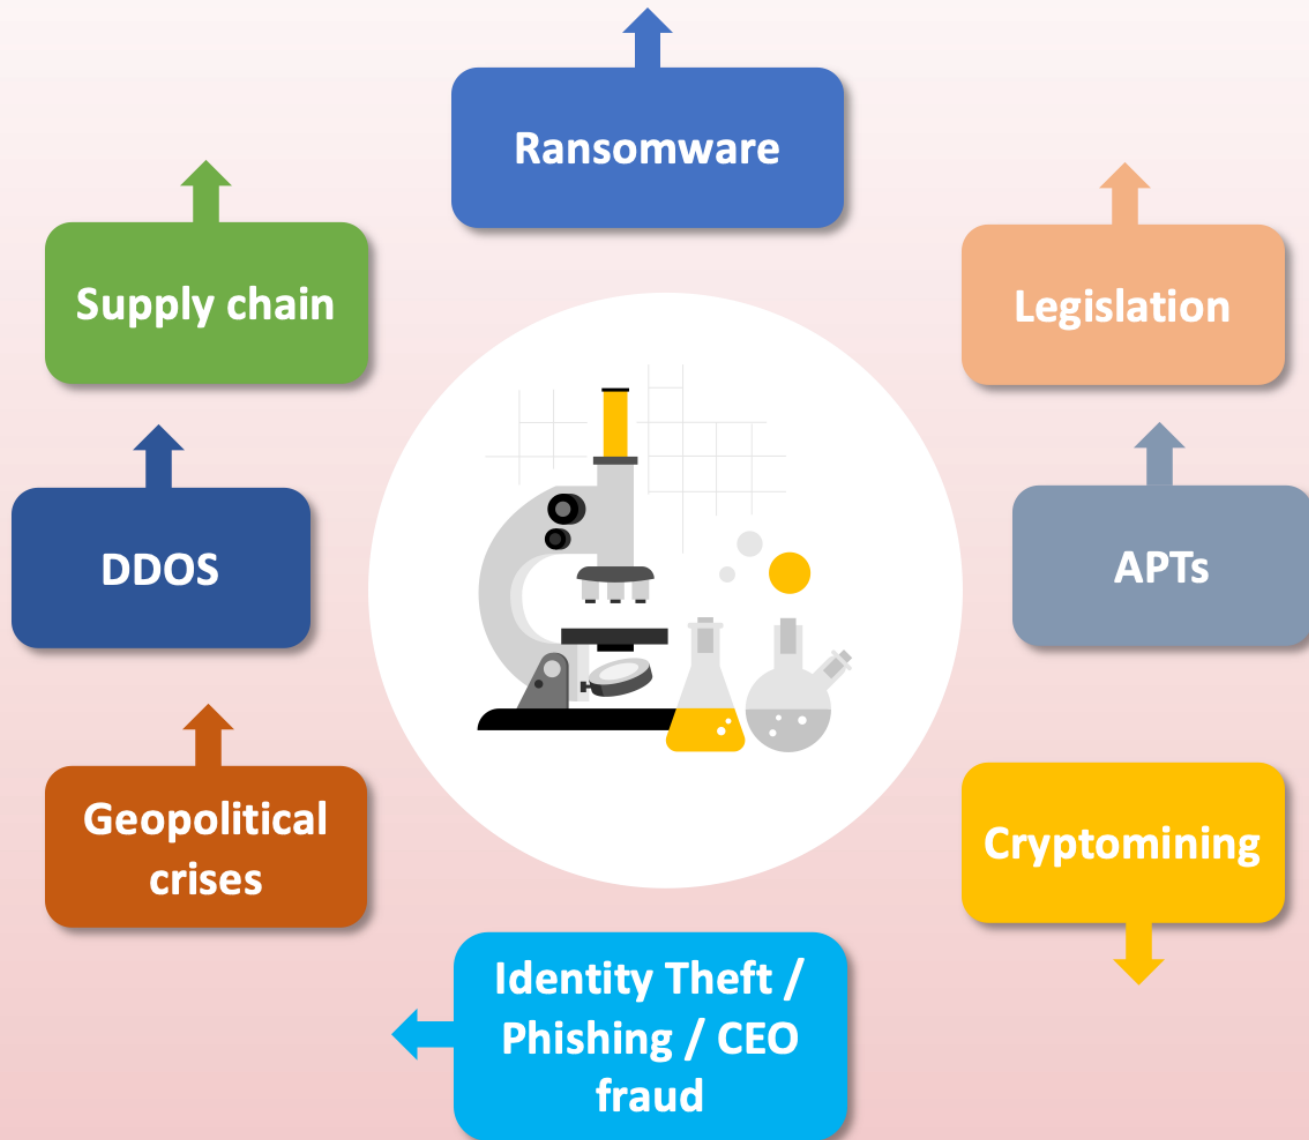 Ransomware
Supply chain
Legislation
DDOS
APTs
Geopolitical
crises
Cryptomining
Identity Theft /
Phishing / CEO
fraud